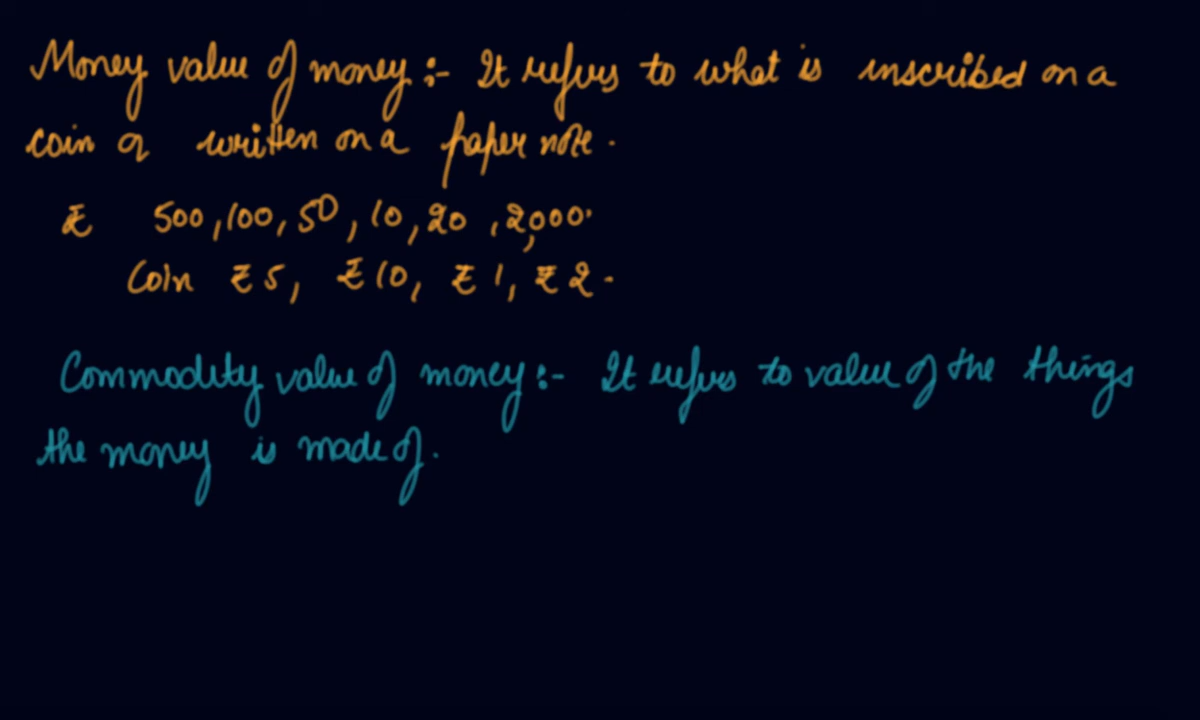 Money value of money :- It refers to what is inscribed on a
coin or written on a paper note.
₹ 500, 100, 50, 10, 20, 2,000.
Coin ₹ 5, ₹ 10, ₹ 1, ₹ 2.
Commodity value of money :- It refers to value of the things
the money is made of.